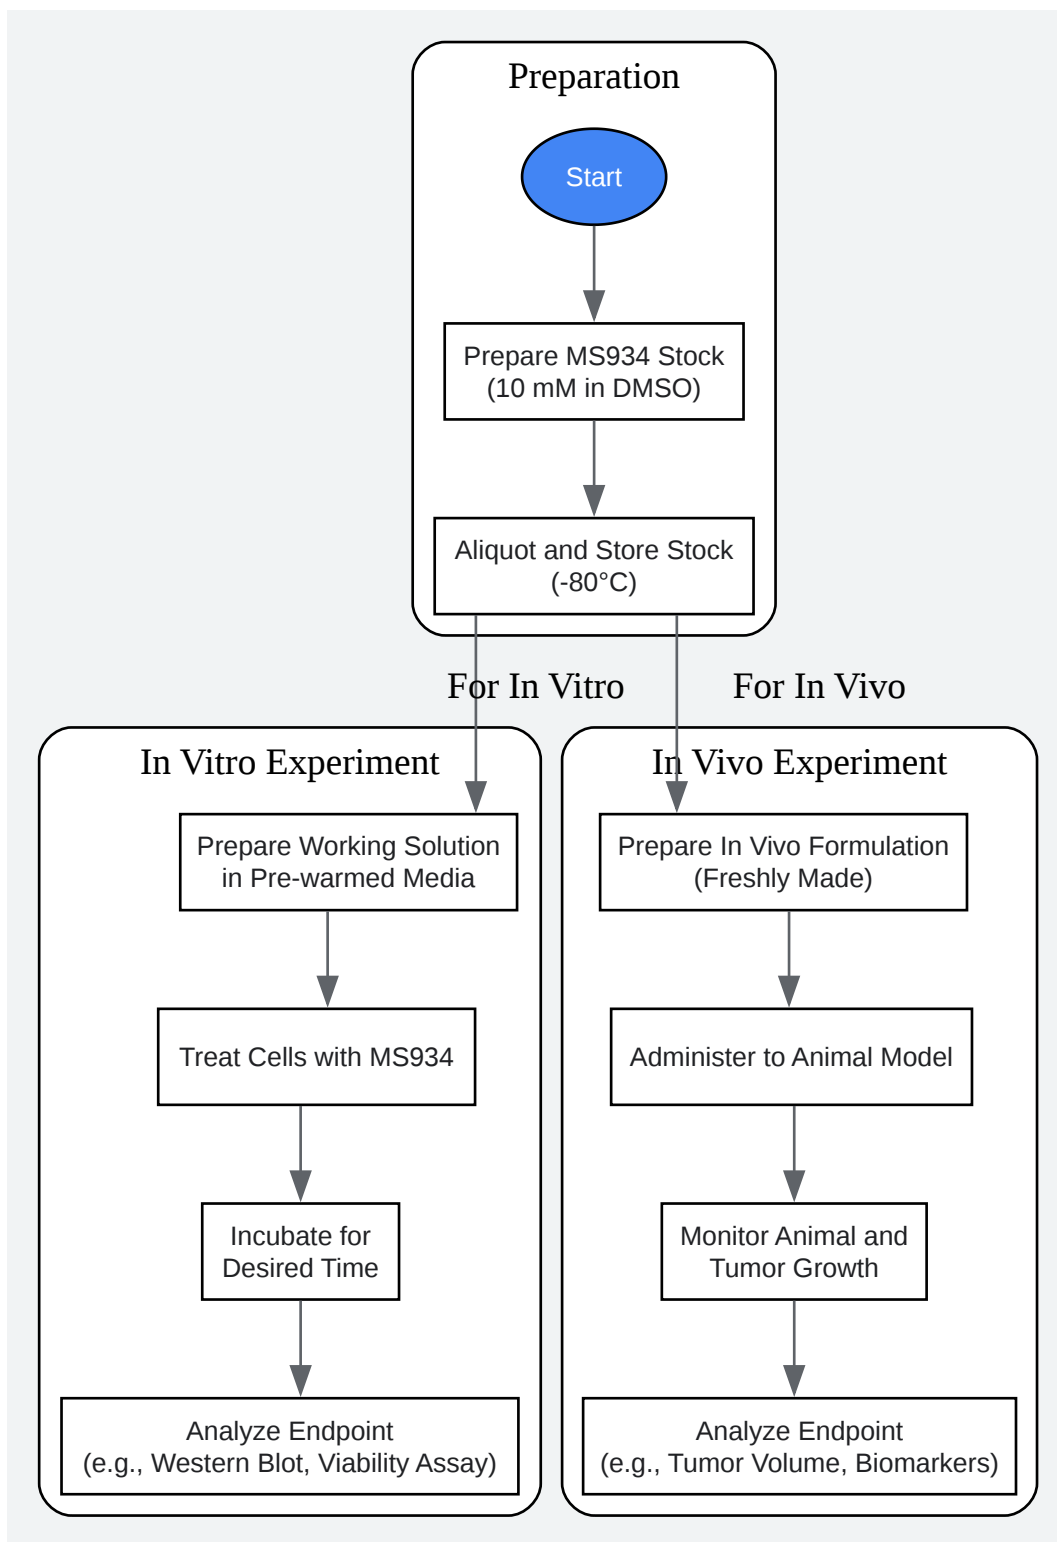 Preparation
Start
Prepare MS934 Stock
(10 mM in DMSO)
Aliquot and Store Stock
(-80°C)
For In Vitro
For In Vivo
In Vitro Experiment
Prepare Working Solution
in Pre-warmed Media
Treat Cells with MS934
Incubate for
Desired Time
Analyze Endpoint
(e.g., Western Blot, Viability Assay)
In Vivo Experiment
Prepare In Vivo Formulation
(Freshly Made)
Administer to Animal Model
Monitor Animal and
Tumor Growth
Analyze Endpoint
(e.g., Tumor Volume, Biomarkers)